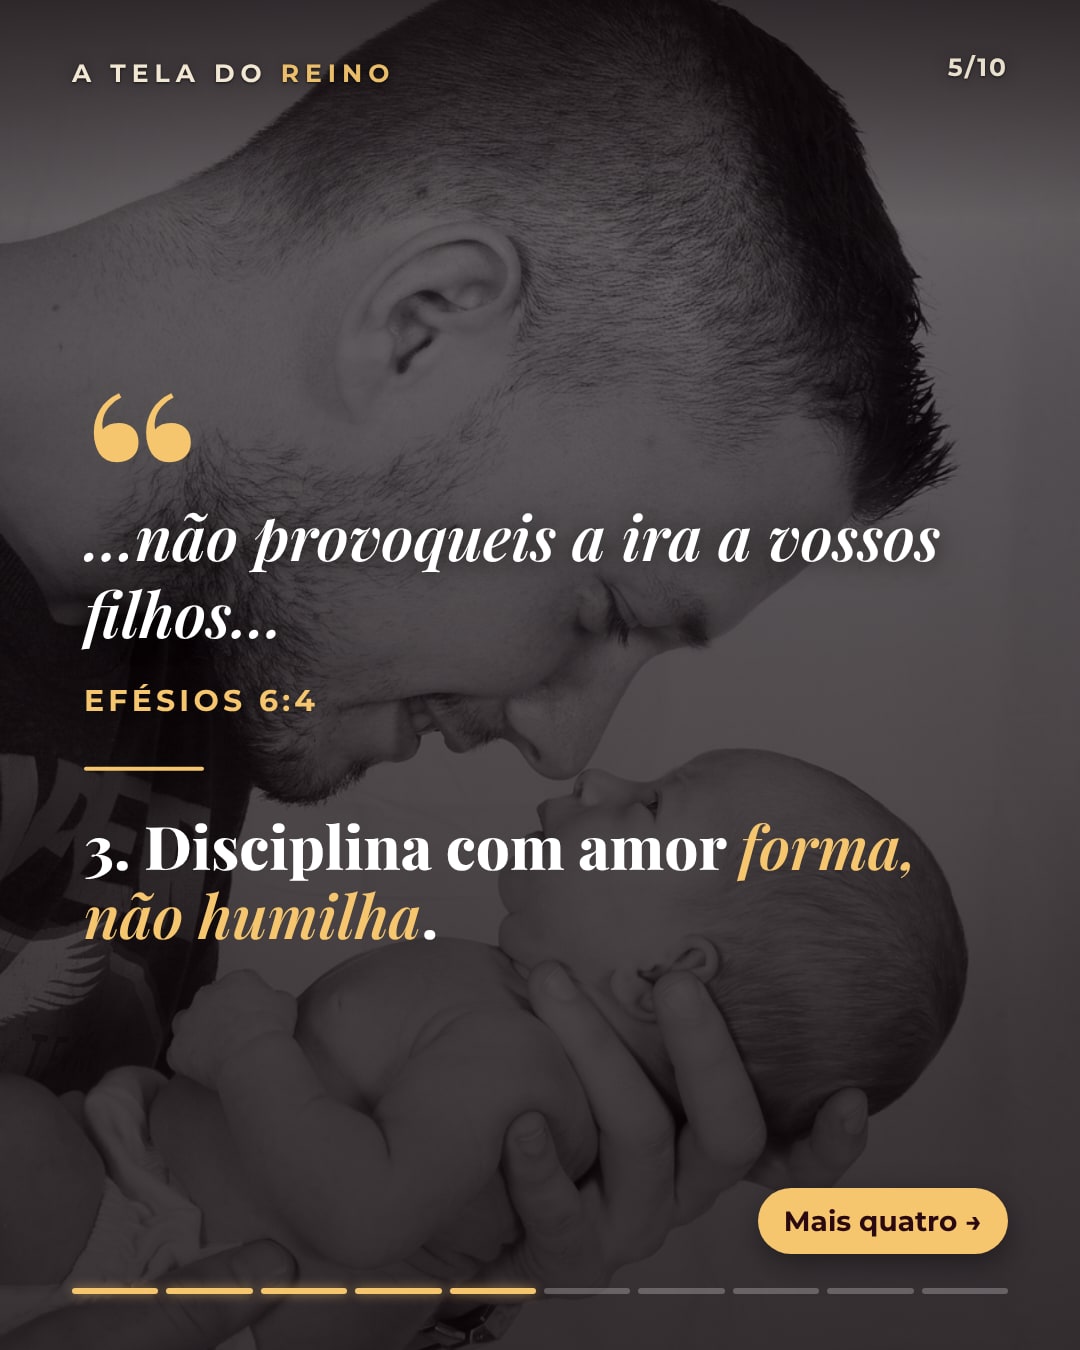 A TELA DO REINO
5/10
“
...não provoqueis a ira a vossos
filhos...
EFÉSIOS 6:4
3. Disciplina com amor forma,
não humilha.
Mais quatro →